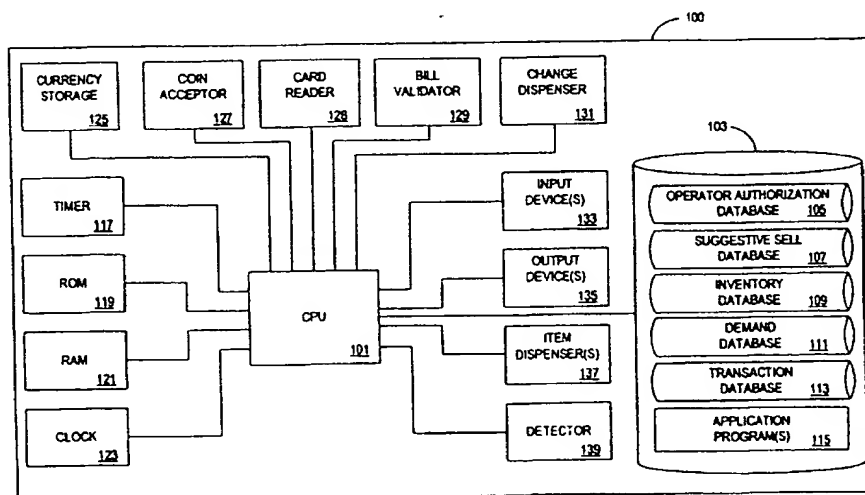 100
CURRENCY
STORAGE
125
COIN
ACCEPTOR
127
CARD
READER
128
BILL
VALIDATOR
129
CHANGE
DISPENSER
131
103
TIMER
117
ROM
119
RAM
121
CLOCK
123
CPU
101
INPUT
DEVICE(S)
133
OUTPUT
DEVICE(S)
135
ITEM
DISPENSER(S)
137
DETECTOR
139
OPERATOR AUTHORIZATION
DATABASE 105
SUGGESTIVE SELL
DATABASE 107
INVENTORY
DATABASE 109
DEMAND
DATABASE 111
TRANSACTION
DATABASE 113
APPLICATION
PROGRAM(S) 115